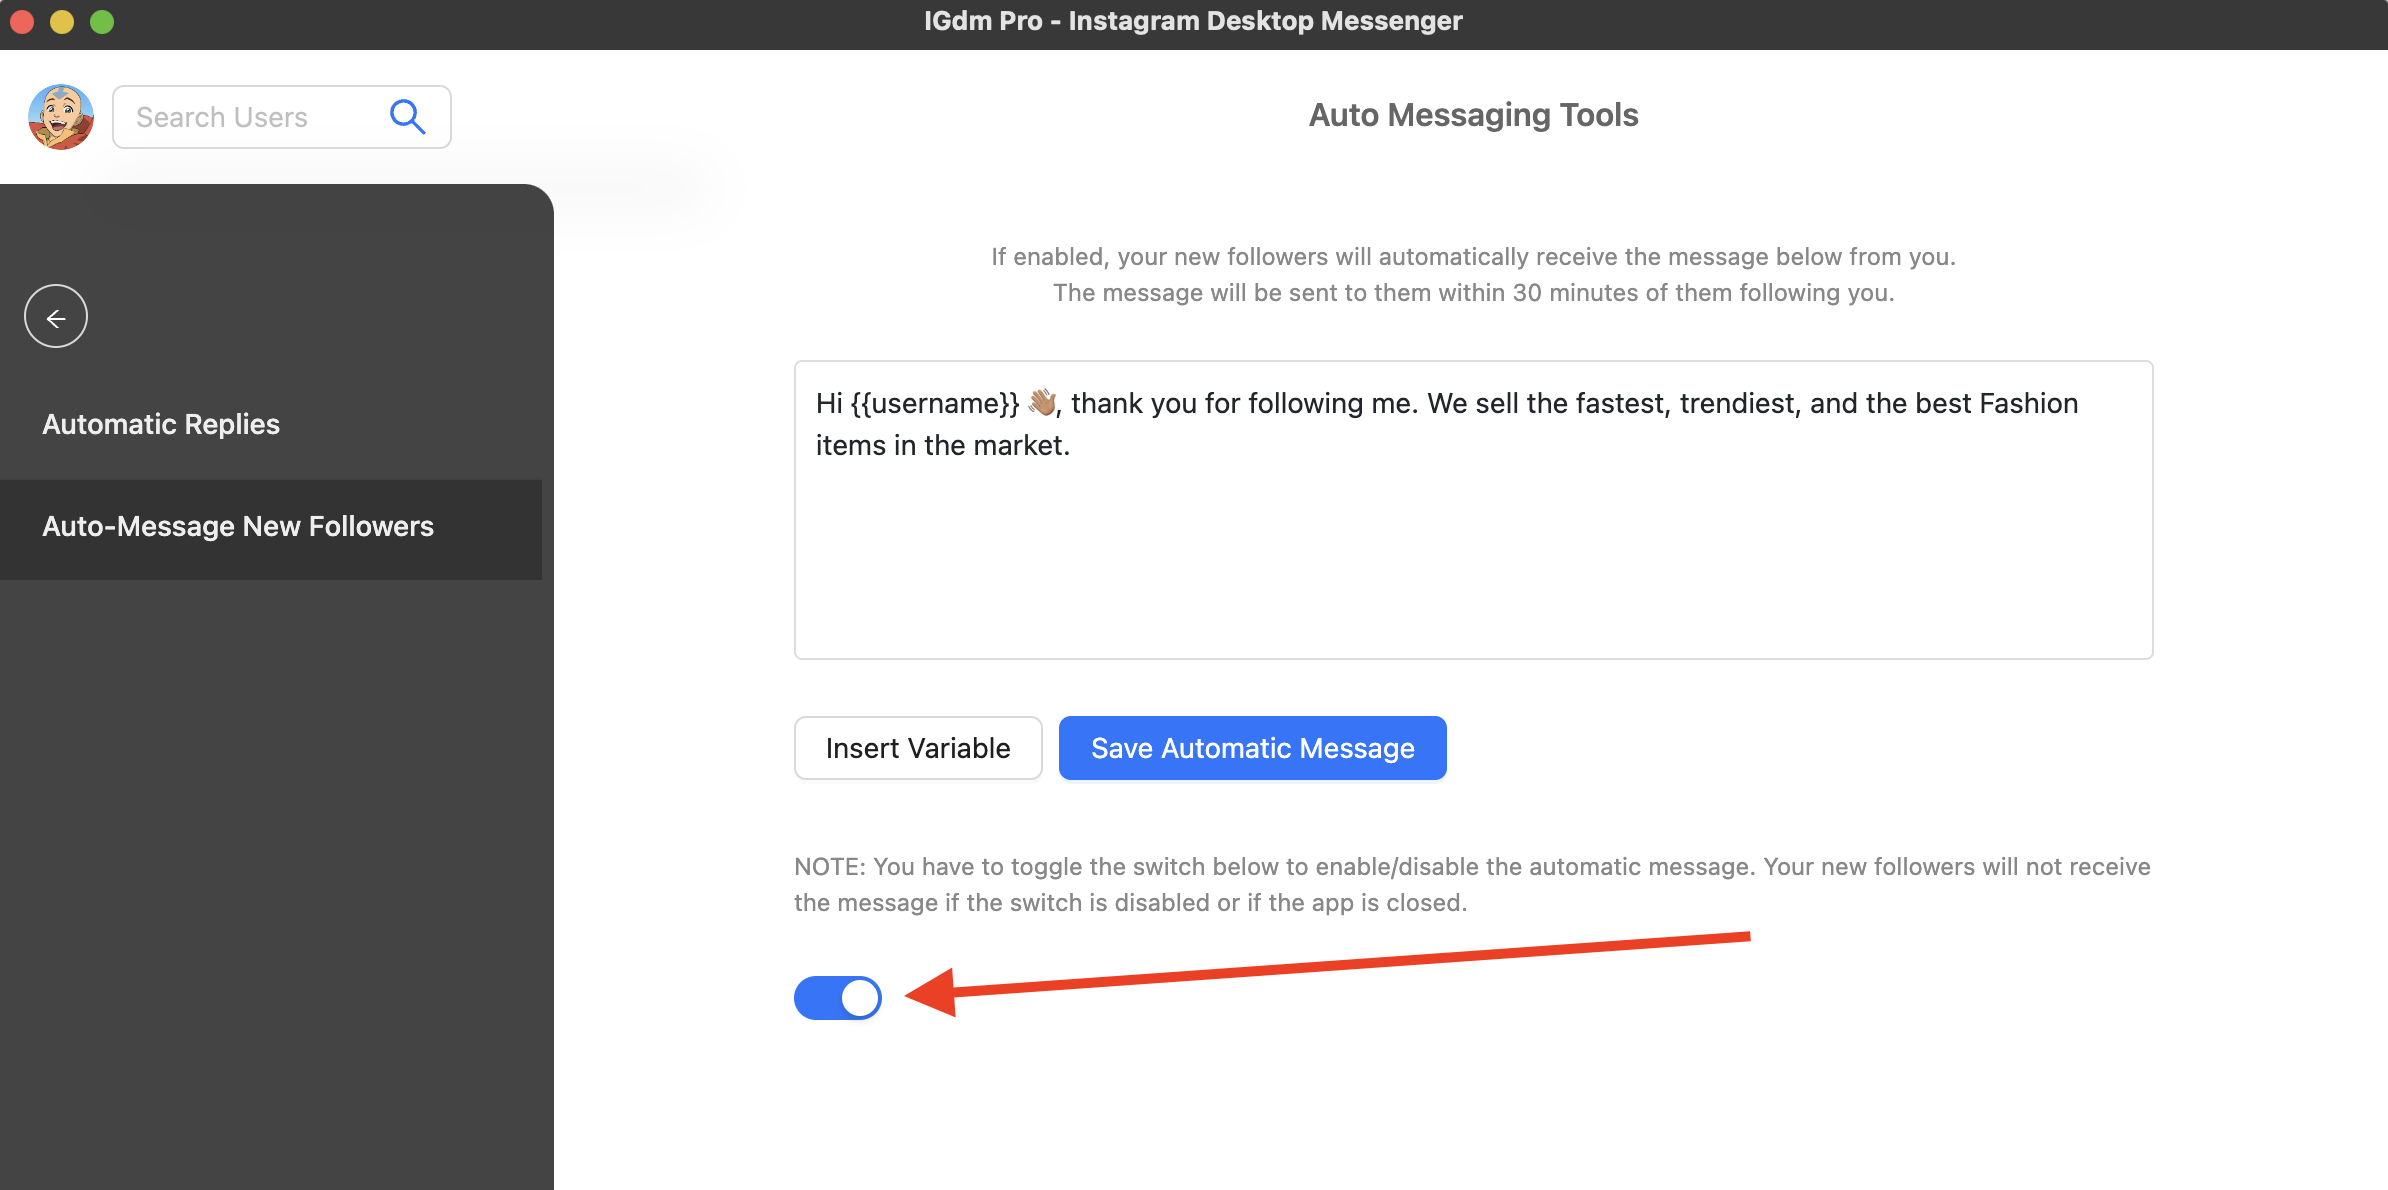 IGdm Pro - Instagram Desktop Messenger
Search Users
Auto Messaging Tools
If enabled, your new followers will automatically receive the message below from you.
The message will be sent to them within 30 minutes of them following you.
Automatic Replies
Auto-Message New Followers
Hi {{username}} 👋🏽, thank you for following me. We sell the fastest, trendiest, and the best Fashion
items in the market.
Insert Variable
Save Automatic Message
NOTE: You have to toggle the switch below to enable/disable the automatic message. Your new followers will not receive
the message if the switch is disabled or if the app is closed.